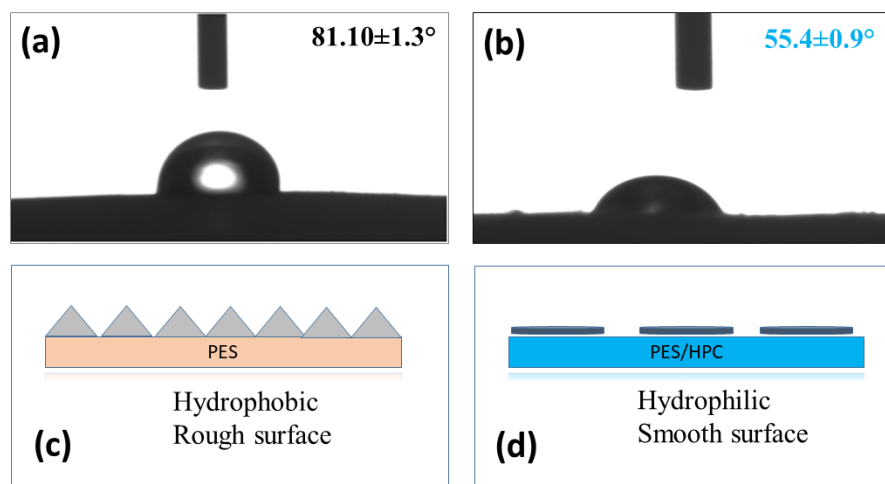 (a)
81.10±1.3°
(b)
55.4±0.9°
PES
Hydrophobic
Rough surface
(c)
PES/HPC
Hydrophilic
Smooth surface
(d)